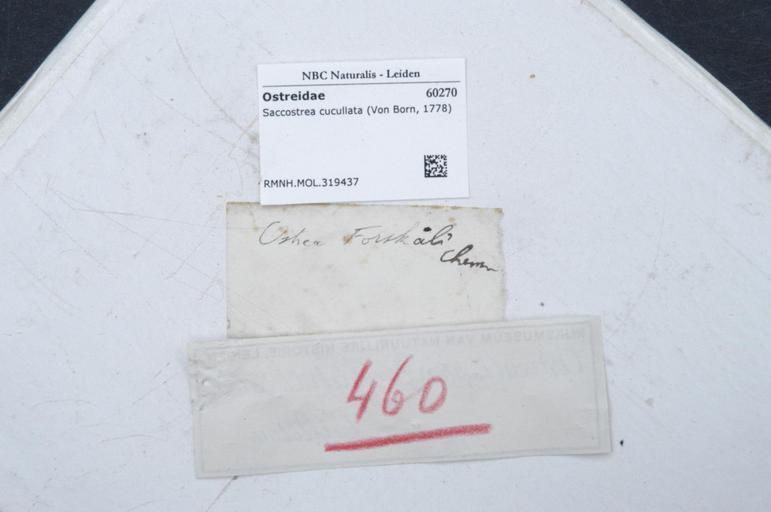 NBC Naturalis - Leiden
Ostreidae 60270
Saccostrea cucullata (Von Born, 1778)
RMNH.MOL.319437
Ostrea Forskåli
Chemn
460